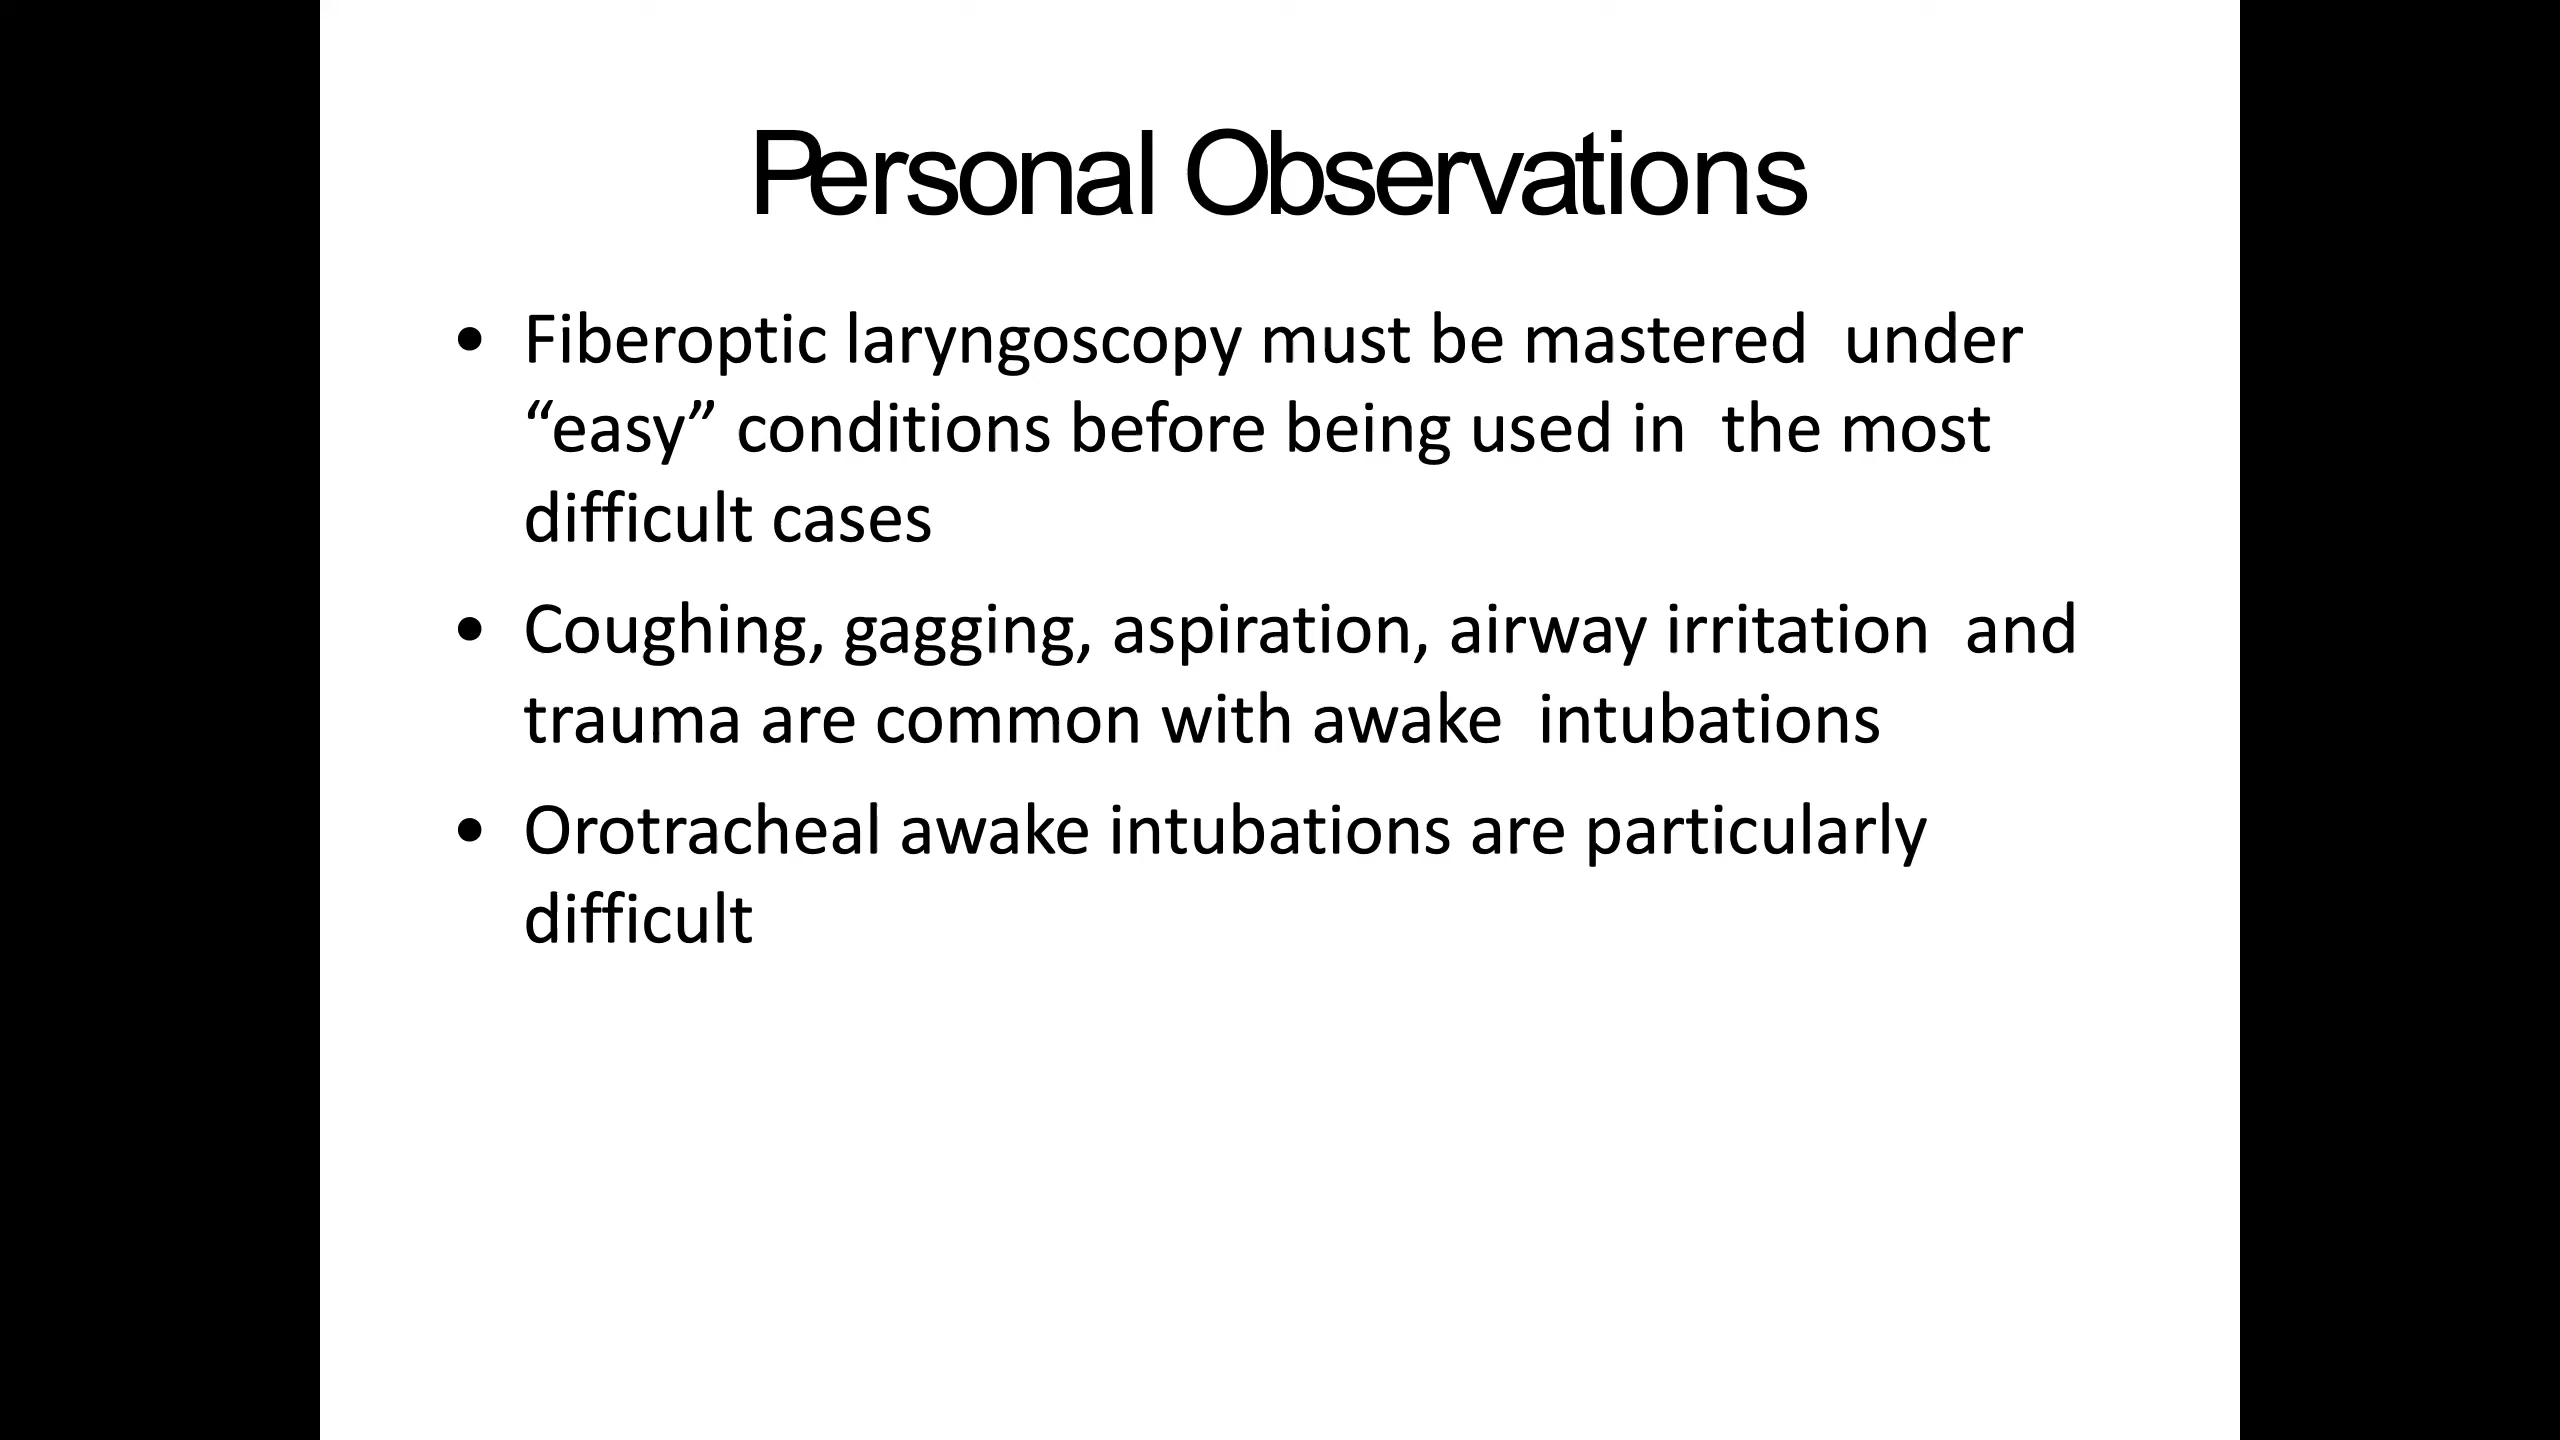 Personal Observations
• Fiberoptic laryngoscopy must be mastered  under
“easy” conditions before being used in  the most
difficult cases
• Coughing, gagging, aspiration, airway irritation  and
trauma are common with awake  intubations
• Orotracheal awake intubations are particularly
difficult